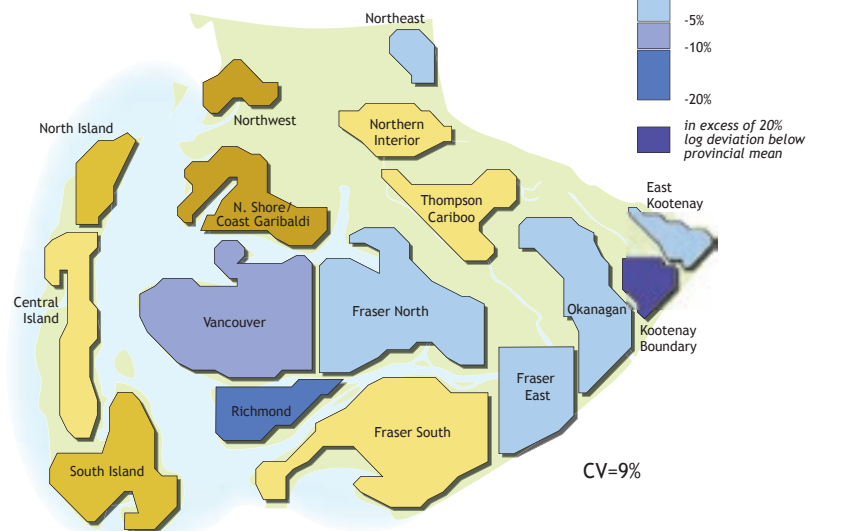 Northeast
-5%
-10%
-20%
in excess of 20%
log deviation below
provincial mean
Northwest
Northern
Interior
North Island
East
Kootenay
Thompson
Cariboo
N. Shore/
Coast Garibaldi
Central
Island
Vancouver
Fraser North
Okanagan
Kootenay
Boundary
Fraser
East
Richmond
Fraser South
South Island
CV=9%